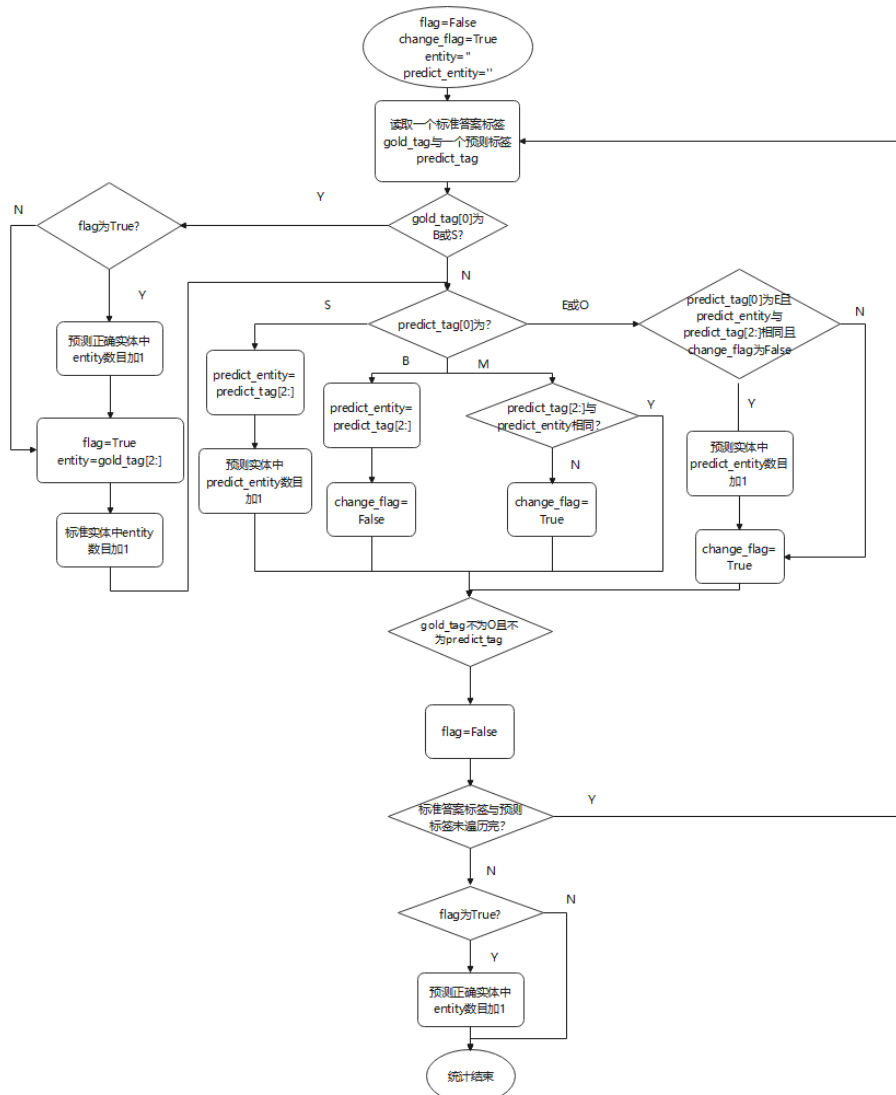 flag=False
change_flag=True
entity=''
predict_entity=''
读取一个标准答案标签
gold_tag与一个预测标签
predict_tag
Y
N
flag为True?
gold_tag[0]为
B或S?
N
Y
S
predict_tag[0]为?
E或O
predict_tag[0]为E且
predict_entity与
predict_tag[2:]相同且
change_flag为False
N
预测正确实体中
entity数目加1
predict_entity=
predict_tag[2:]
B
M
predict_entity=
predict_tag[2:]
predict_tag[2:]与
predict_entity相同?
Y
Y
flag=True
entity=gold_tag[2:]
预测实体中
predict_entity数目
加1
N
预测实体中
predict_entity数目
加1
标准实体中entity
数目加1
change_flag=
False
change_flag=
True
change_flag=
True
gold_tag不为O且不
为predict_tag
flag=False
标准答案标签与预测
标签未遍历完?
Y
N
flag为True?
N
Y
预测正确实体中
entity数目加1
统计结束